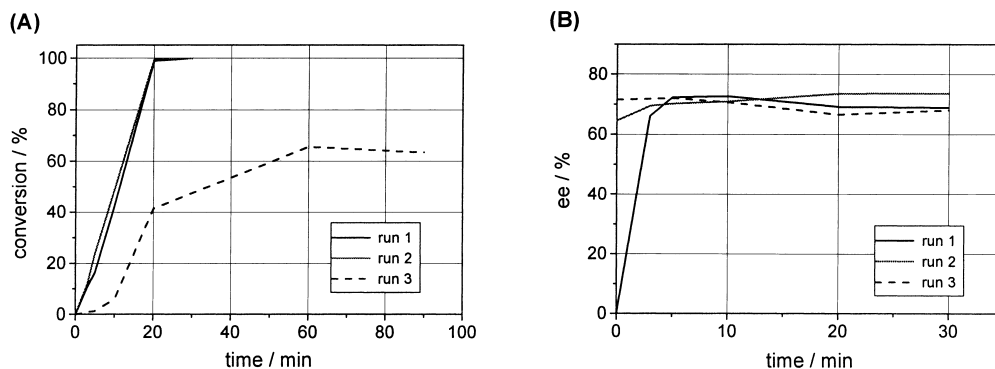 (A)
conversion / %
100
80
60
40
20
0
0 20 40 60 80 100
time / min
run 1
run 2
run 3
(B)
ee / %
80
60
40
20
0
0 10 20 30
time / min
run 1
run 2
run 3